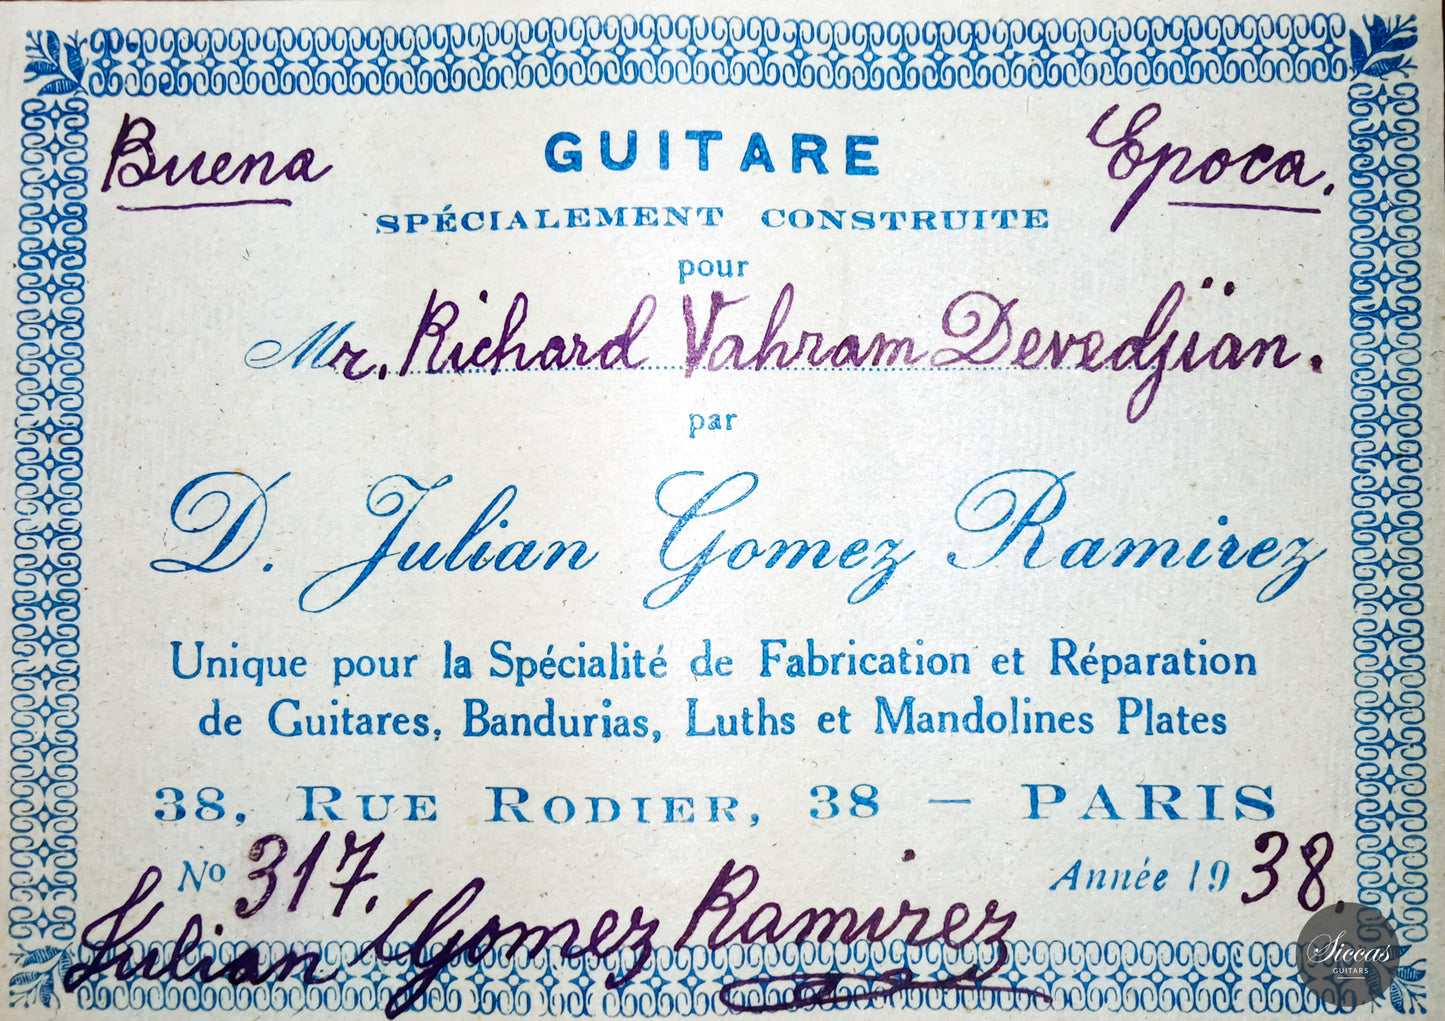 Buena GUITARE Epoca.
SPÉCIALEMENT CONSTRUITE
pour
Mr. Richard Vahram Devedjïan.
par
D. Julian Gomez Ramirez
Unique pour la Spécialité de Fabrication et Réparation
de Guitares, Bandurias, Luths et Mandolines Plates
38, RUE RODIER, 38 — PARIS
No 317. Année 1938.
Julian Gomez Ramirez
Siccas
GUITARS